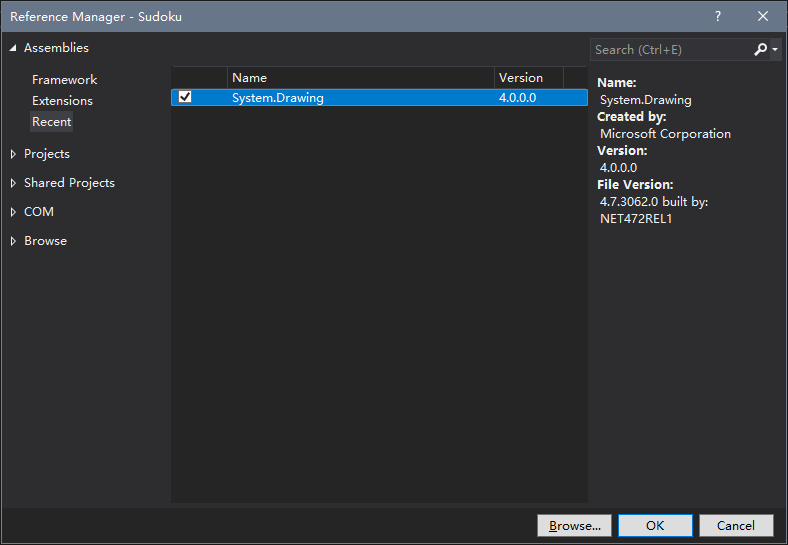 Reference Manager - Sudoku
?
Assemblies
Framework
Extensions
Recent
Projects
Shared Projects
COM
Browse
Name Version
System.Drawing 4.0.0.0
Search (Ctrl+E)
Name:
System.Drawing
Created by:
Microsoft Corporation
Version:
4.0.0.0
File Version:
4.7.3062.0 built by:
NET472REL1
Browse... OK Cancel